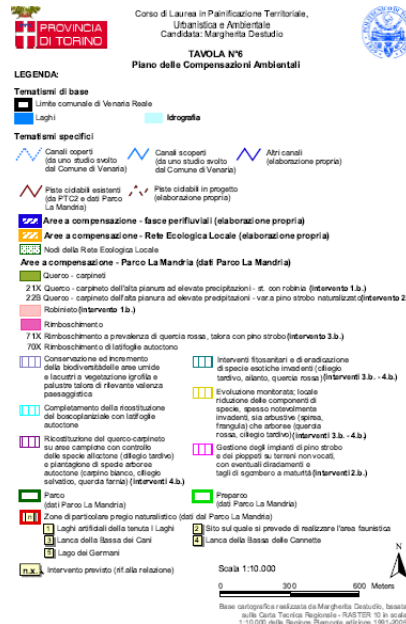 Corso di Laurea in Painificazione Territoriale,
Urbanistica e Ambientale
Candidata: Margherita Destudio
PROVINCIA
DI TORINO
TAVOLA N°6
Piano delle Compensazioni Ambientali
LEGENDA:
Tematismi di base
Limite comunale di Venaria Reale
Laghi
Idrografia
Tematismi specifici
Canali coperti
(da uno studio svolto
dal Comune di Venaria)
Canali scoperti
(da uno studio svolto
dal Comune di Venaria)
Altri canali
(elaborazione propria)
Piste ciclabili esistenti
(da PTC2 e dati Parco
La Mandria)
Piste ciclabili in progetto
(elaborazione propria)
Aree a compensazione - fasce perifluviali (elaborazione propria)
Aree a compensazione - Rete Ecologica Locale (elaborazione propria)
Nodi della Rete Ecologica Locale
Aree a compensazione - Parco La Mandria (dati Parco La Mandria)
Querco - carpineti
21X Querco - carpineto dell'alta pianura ad elevate precipitazioni - st. con robinia (intervento 1.b.)
22B Querco - carpineto dell'alta pianura ad elevate precipitazioni - var.a pino strobo naturalizzato(intervento 2
Robinieto (intervento 1.b.)
Rimboschimento
71X Rimboschimento a prevalenza di quercia rossa, talora con pino strobo (intervento 3.b.)
70X Rimboschimento di latifoglie autoctone
Conservazione ed incremento
della biodiversitàdelle aree umide
e lacustri a vegetazione igrofila e
palustre talora di rilevante valenza
paesaggistica
Completamento della ricostituzione
del boscoplaniziale con latifoglie
autoctone
Ricostituzione del querco-carpineto
su aree campione con controllo
delle specie alloctone (ciliegio tardivo)
e piantagione di specie arboree
autoctone (carpino bianco, ciliegio
selvatico, quercia farnia) (interventi 4.b.)
Interventi fitosanitari e di eradicazione
di specie esotiche invadenti (ciliegio
tardivo, ailanto, quercia rossa) (interventi 3.b. - 4.b.)
Evoluzione monitorata; locale
riduzione delle componenti di
specie, spesso notevolmente
invadenti, sia arbustive (spirea,
frangula) che arboree (quercia
rossa, ciliegio tardivo) (interventi 3.b. - 4.b.)
Gestione degli impianti di pino strobo
e dei pioppeti su terreni non vocati,
con eventuali diradamenti e
tagli di sgombero a maturità (interventi 2.b.)
Parco
(dati Parco La Mandria)
Preparco
(dati Parco La Mandria)
n Zone di particolare pregio naturalistico (dati dal Parco La Mandria)
1 Laghi artificiali della tenuta I Laghi
2 Sito sul quale si prevede di realizzare l'area faunistica
3 Lanca della Bassa dei Cani
4 Lanca della Bassa delle Cannette
5 Lago dei Germani
n.x. Intervento previsto (rif.alla relazione)
Scala 1:10.000
N
0 300 600 Meters
Base cartografica realizzata da Margherita Destudio, basata
sulla Carta Tecnica Regionale - RASTER 10 in scala
1:10.000 della Regione Piemonte edizione 1991-2005